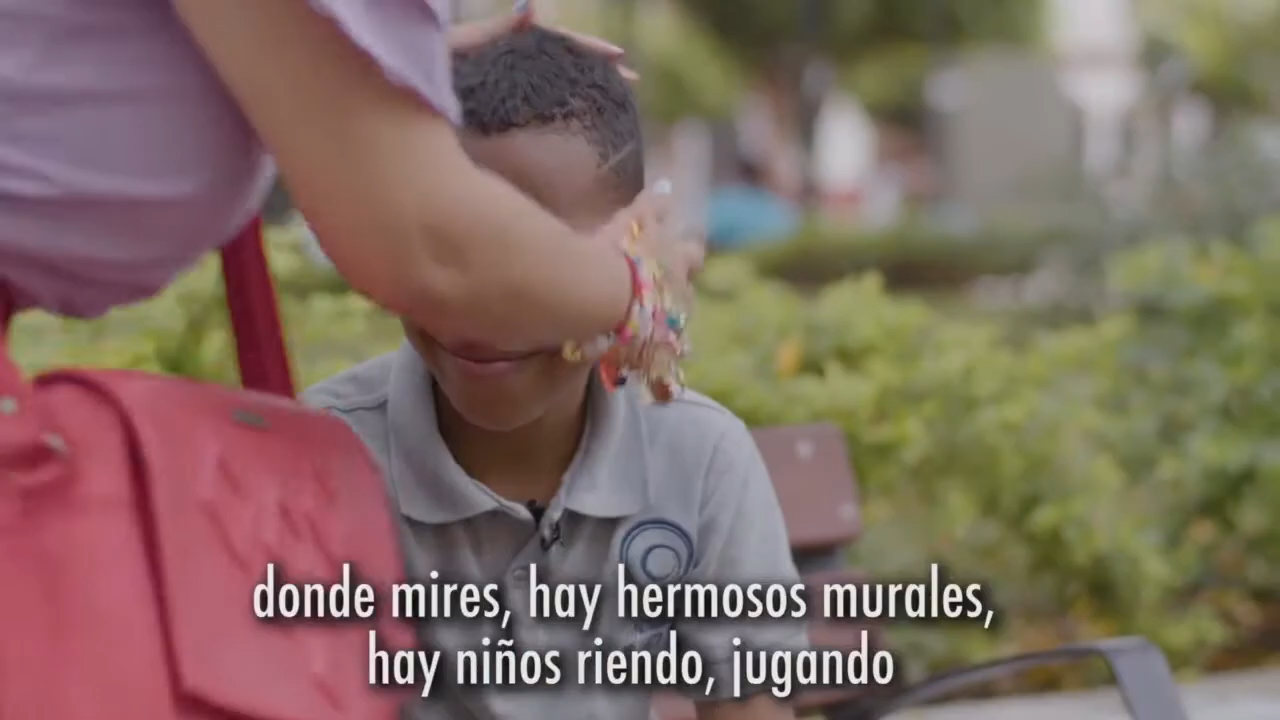 donde mires, hay hermosos murales,
hay niños riendo, jugando